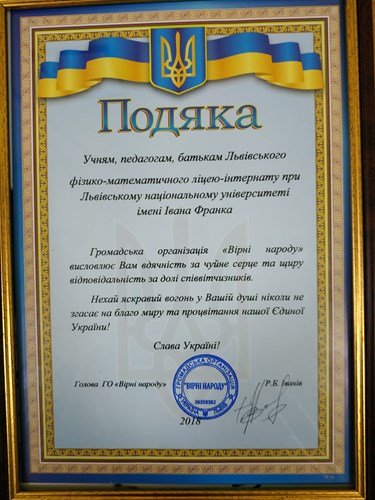 Подяка
Учням, педагогам, батькам Львівського
фізико-математичного ліцею-інтернату при
Львівському національному університеті
імені Івана Франка
Громадська організація «Вірні народу»
висловлює Вам вдячність за чуйне серце та щиру
відповідальність за долі співвітчизників.
Нехай яскравий вогонь у Вашій душі ніколи не
згасає на благо миру та процвітання нашої Єдиної
України!
Слава Україні!
Голова ГО «Вірні народу»
Р.Б. Іванів
ГРОМАДСЬКА ОРГАНІЗАЦІЯ
"ВІРНІ НАРОДУ"
2018